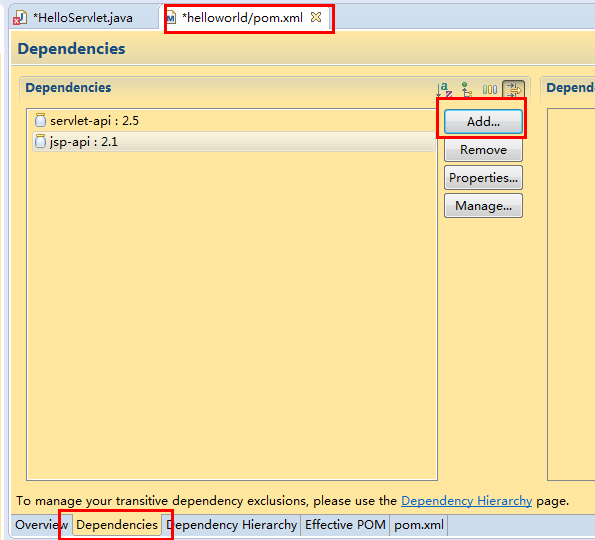 *HelloServlet.java
*helloworld/pom.xml
Dependencies
Dependencies
servlet-api : 2.5
jsp-api : 2.1
Add...
Remove
Properties...
Manage...
Depend
To manage your transitive dependency exclusions, please use the Dependency Hierarchy page.
Overview Dependencies Dependency Hierarchy Effective POM pom.xml